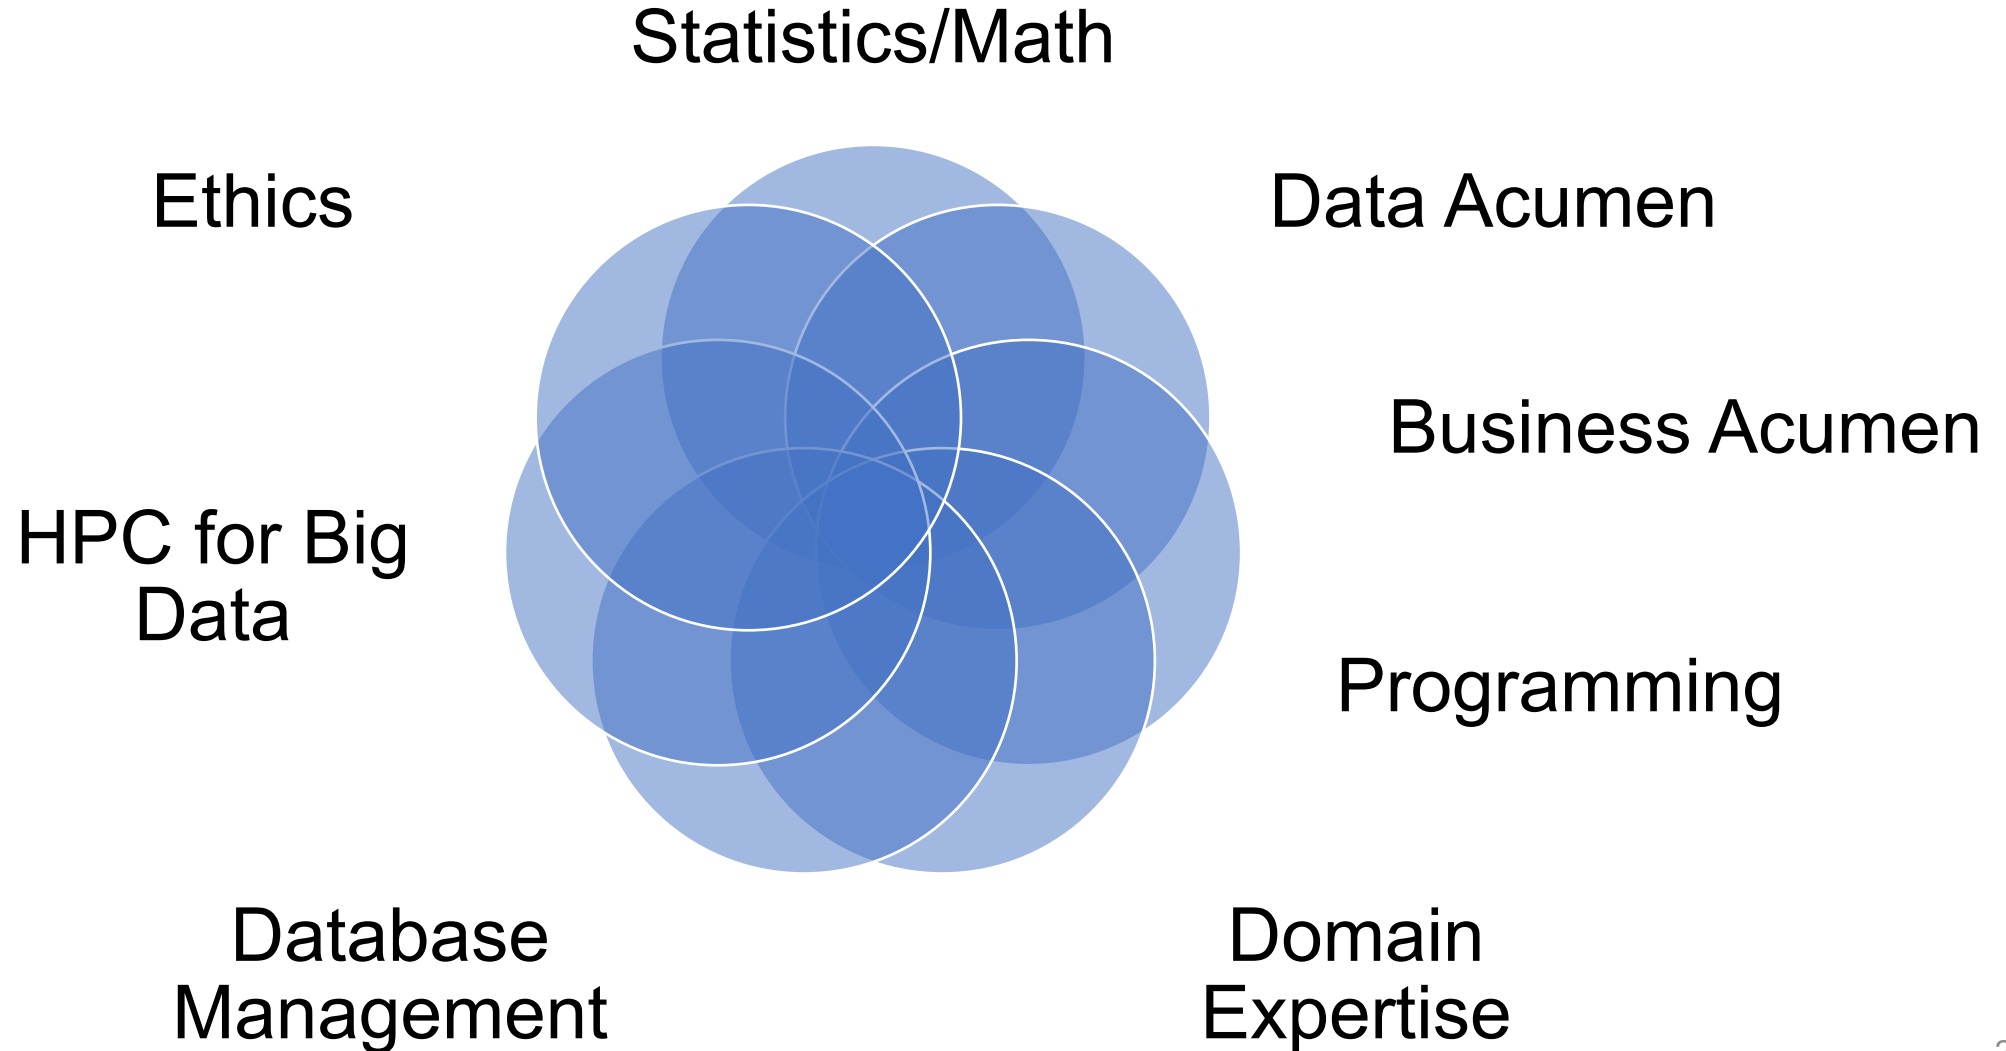 Statistics/Math
Ethics
Data Acumen
Business Acumen
HPC for Big
Data
Programming
Database
Management
Domain
Expertise